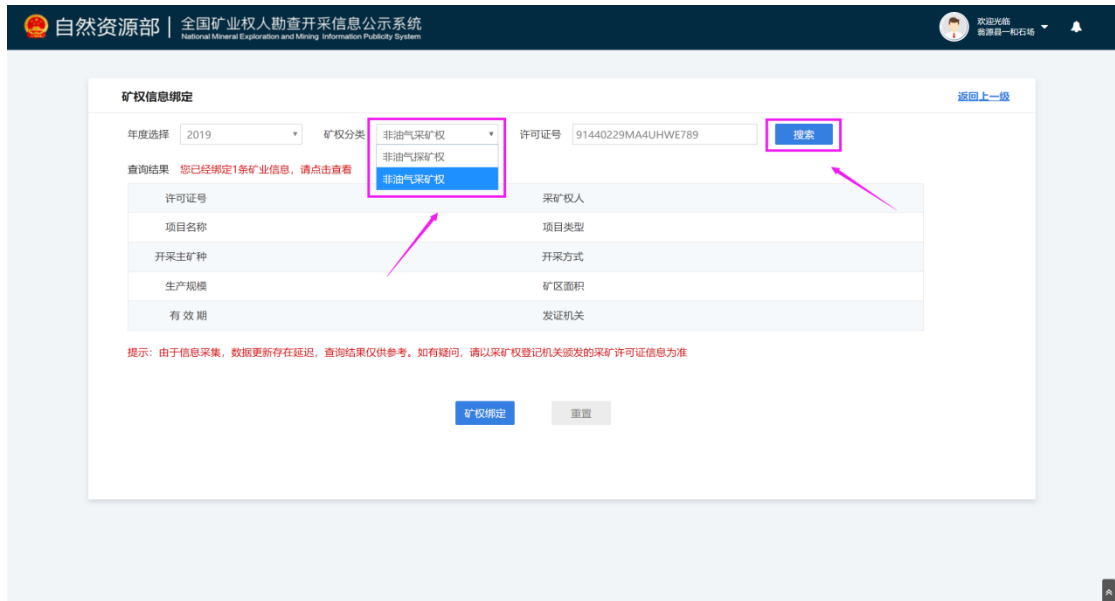 自然资源部 | 全国矿业权人勘查开采信息公示系统
National Mineral Exploration and Mining Information Publicity System
欢迎光临
翁源县一和石场
矿权信息绑定
返回上一级
年度选择 2019 矿权分类 非油气采矿权 许可证号 91440229MA4UHWE789 搜索
非油气探矿权
非油气采矿权
查询结果 您已经绑定1条矿业信息，请点击查看
许可证号 采矿权人
项目名称 项目类型
开采主矿种 开采方式
生产规模 矿区面积
有 效 期 发证机关
提示：由于信息采集，数据更新存在延迟，查询结果仅供参考。如有疑问，请以采矿权登记机关颁发的采矿许可证信息为准
矿权绑定 重置